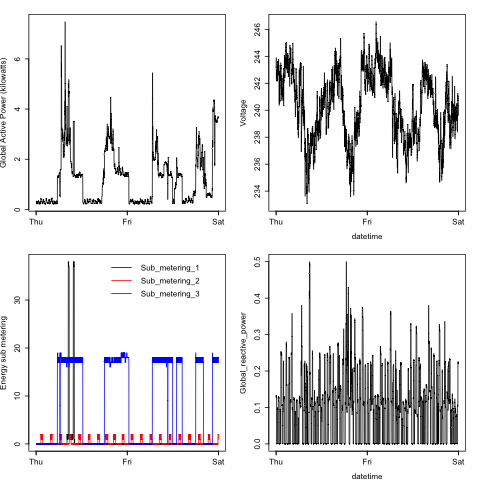 Global Active Power (kilowatts)
0 2 4 6
Thu Fri Sat
Voltage
234 236 238 240 242 246
Thu Fri Sat
datetime
Energy sub metering
0 10 20 30
Sub_metering_1
Sub_metering_2
Sub_metering_3
Thu Fri Sat
Global_reactive_power
0.0 0.1 0.2 0.3 0.4 0.5
Thu Fri Sat
datetime